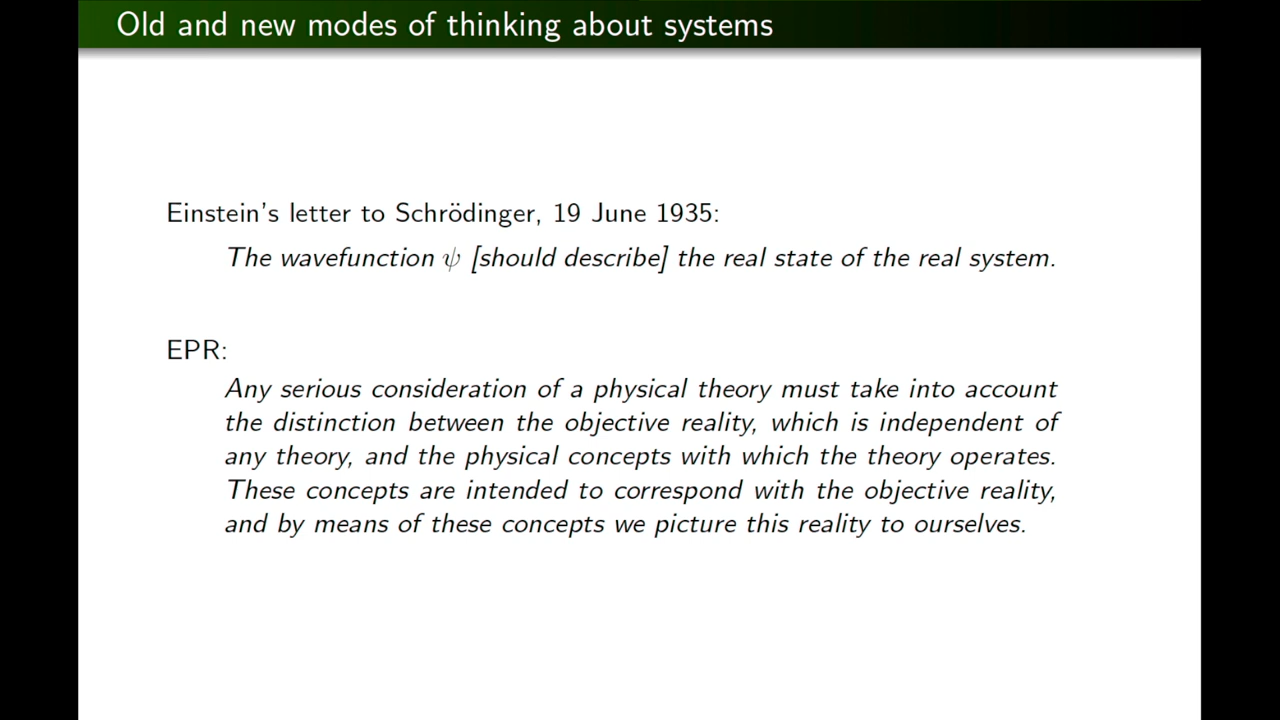 Old and new modes of thinking about systems
Einstein's letter to Schrödinger, 19 June 1935:
The wavefunction ψ [should describe] the real state of the real system.
EPR:
Any serious consideration of a physical theory must take into account
the distinction between the objective reality, which is independent of
any theory, and the physical concepts with which the theory operates.
These concepts are intended to correspond with the objective reality,
and by means of these concepts we picture this reality to ourselves.